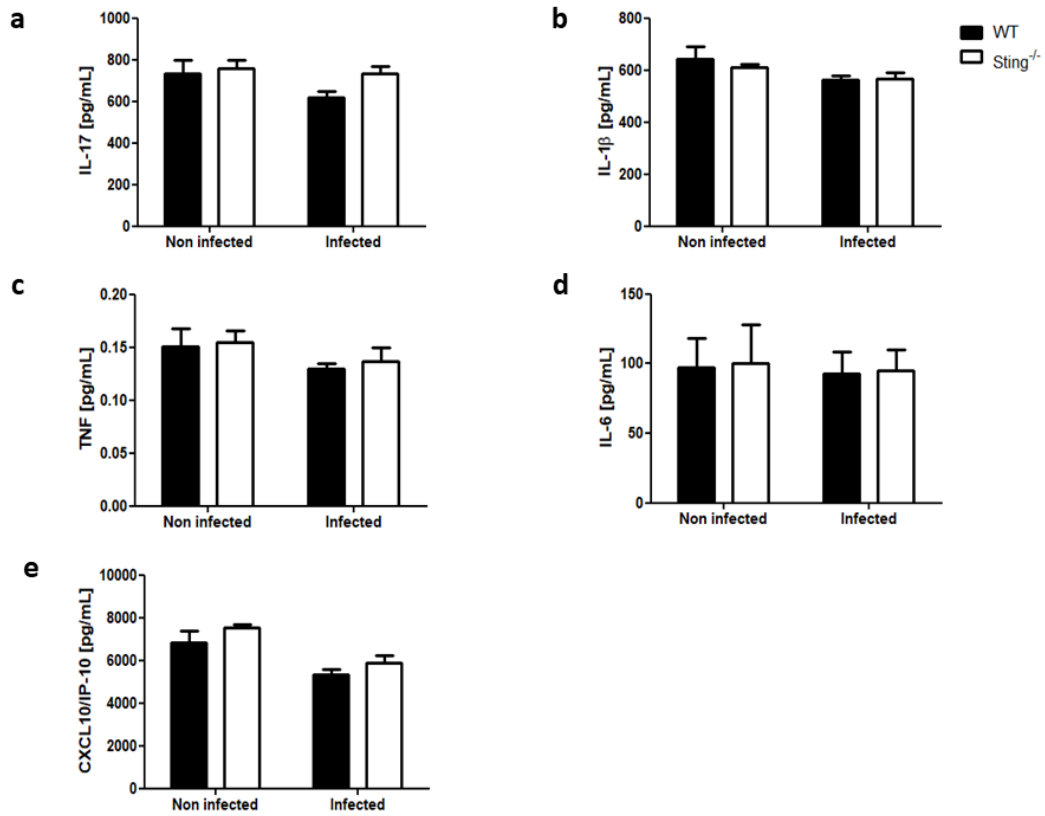 a
IL-17 [pg/mL]
1000
800
600
400
200
0
Non infected Infected
b
IL-1β [pg/mL]
800
600
400
200
0
Non infected Infected
WT
Sting-/-
c
TNF [pg/mL]
0.20
0.15
0.10
0.05
0.00
Non infected Infected
d
IL-6 [pg/mL]
150
100
50
0
Non infected Infected
e
CXCL10/IP-10 [pg/mL]
10000
8000
6000
4000
2000
0
Non infected Infected